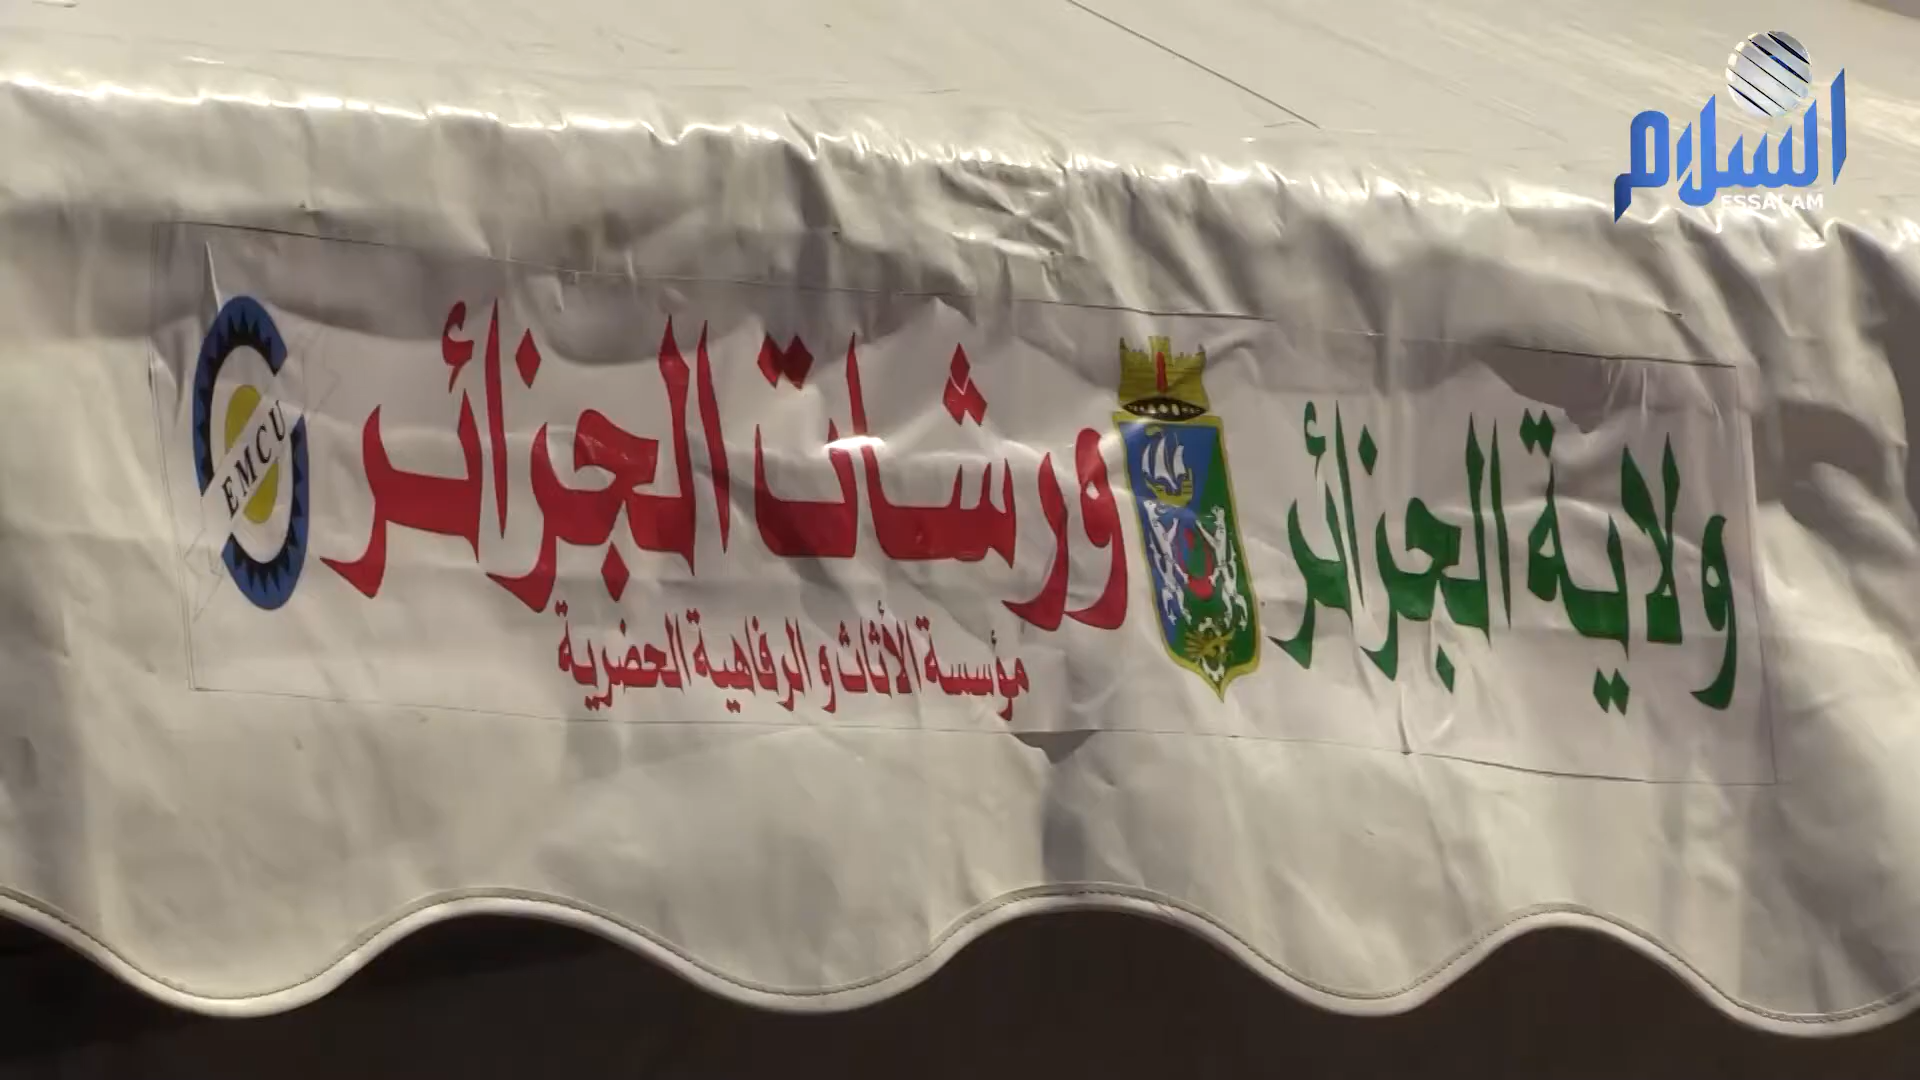 السلام
ESSALAM
ولاية الجزائر
ورشات الجزائر
مؤسسة الأثاث و الرفاهية الحضرية
EMCU